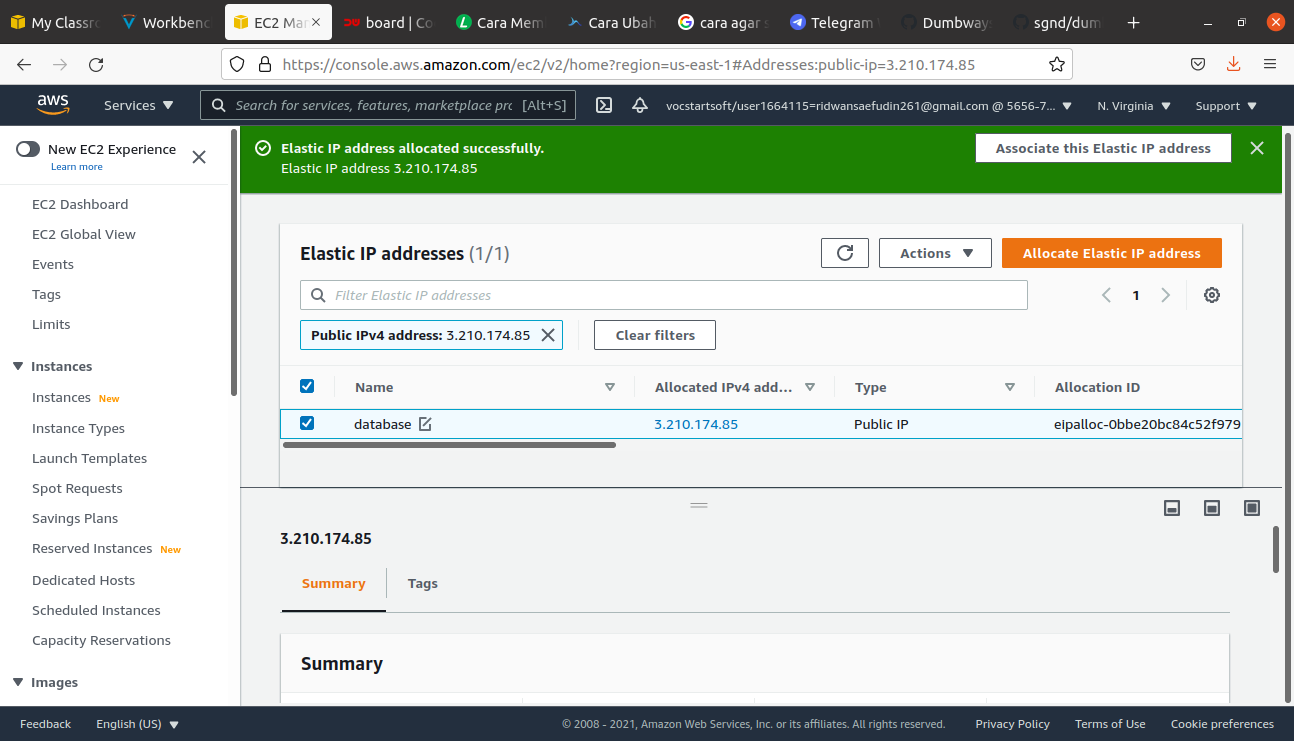 My Classr
Workbenc
EC2 Mar
board | Co
Cara Mem
Cara Ubah
cara agar s
Telegram
Dumbway
sgnd/dum
https://console.aws.amazon.com/ec2/v2/home?region=us-east-1#Addresses:public-ip=3.210.174.85
aws
Services
Search for services, features, marketplace prc
[Alt+S]
vocstartsoft/user1664115=ridwansaefudin261@gmail.com @ 5656-7...
N. Virginia
Support
New EC2 Experience
Learn more
Elastic IP address allocated successfully.
Elastic IP address 3.210.174.85
Associate this Elastic IP address
EC2 Dashboard
EC2 Global View
Events
Tags
Limits
Instances
Instances New
Instance Types
Launch Templates
Spot Requests
Savings Plans
Reserved Instances New
Dedicated Hosts
Scheduled Instances
Capacity Reservations
Images
Elastic IP addresses (1/1)
Actions
Allocate Elastic IP address
Filter Elastic IP addresses
1
Public IPv4 address: 3.210.174.85
Clear filters
Name
Allocated IPv4 add...
Type
Allocation ID
database
3.210.174.85
Public IP
eipalloc-0bbe20bc84c52f979
3.210.174.85
Summary
Tags
Summary
Feedback
English (US)
© 2008 - 2021, Amazon Web Services, Inc. or its affiliates. All rights reserved.
Privacy Policy
Terms of Use
Cookie preferences